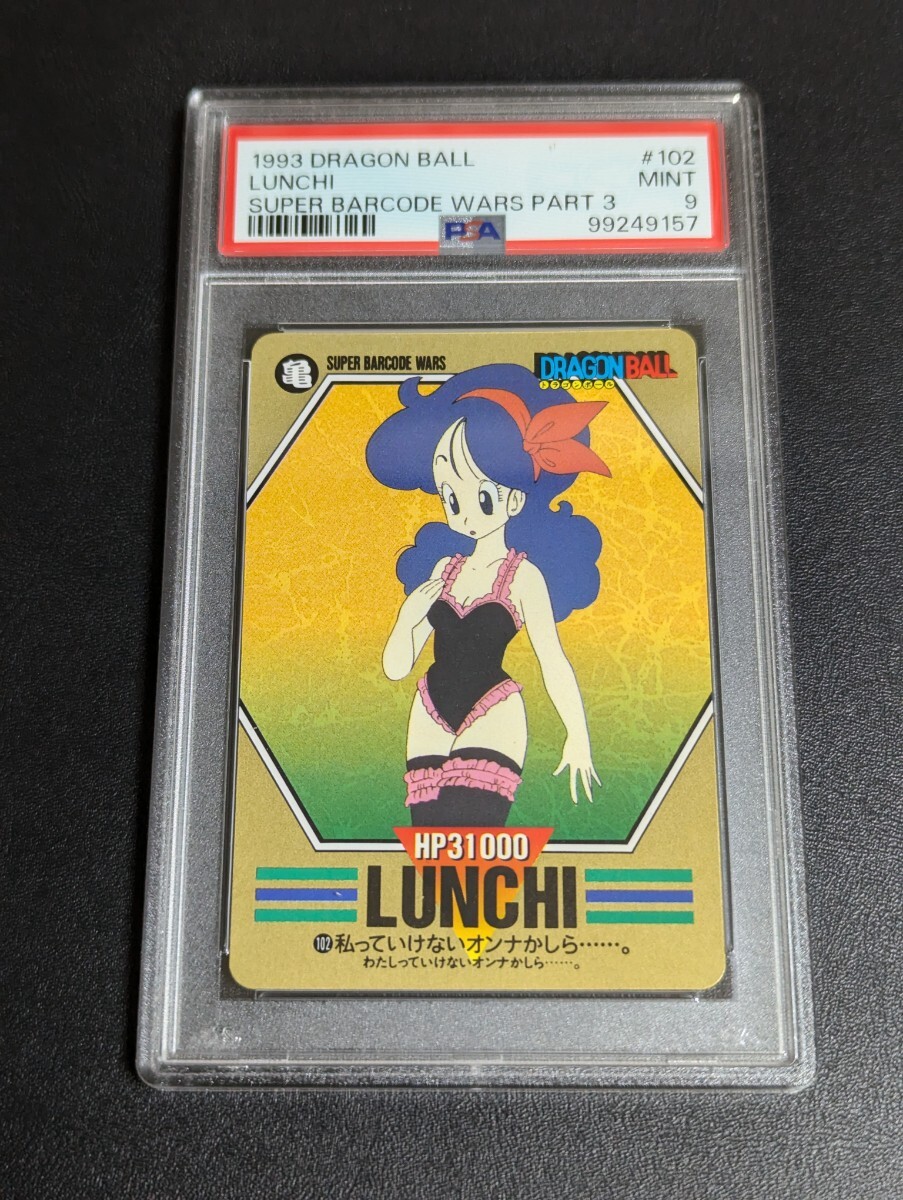 1993 DRAGON BALL #102
LUNCHI MINT
SUPER BARCODE WARS PART 3 9
99249157
PSA
亀 SUPER BARCODE WARS DRAGON BALL
ドラゴンボール
HP31000
LUNCHI
102 私っていけないオンナかしら……。
わたしっていけないオンナかしら……。